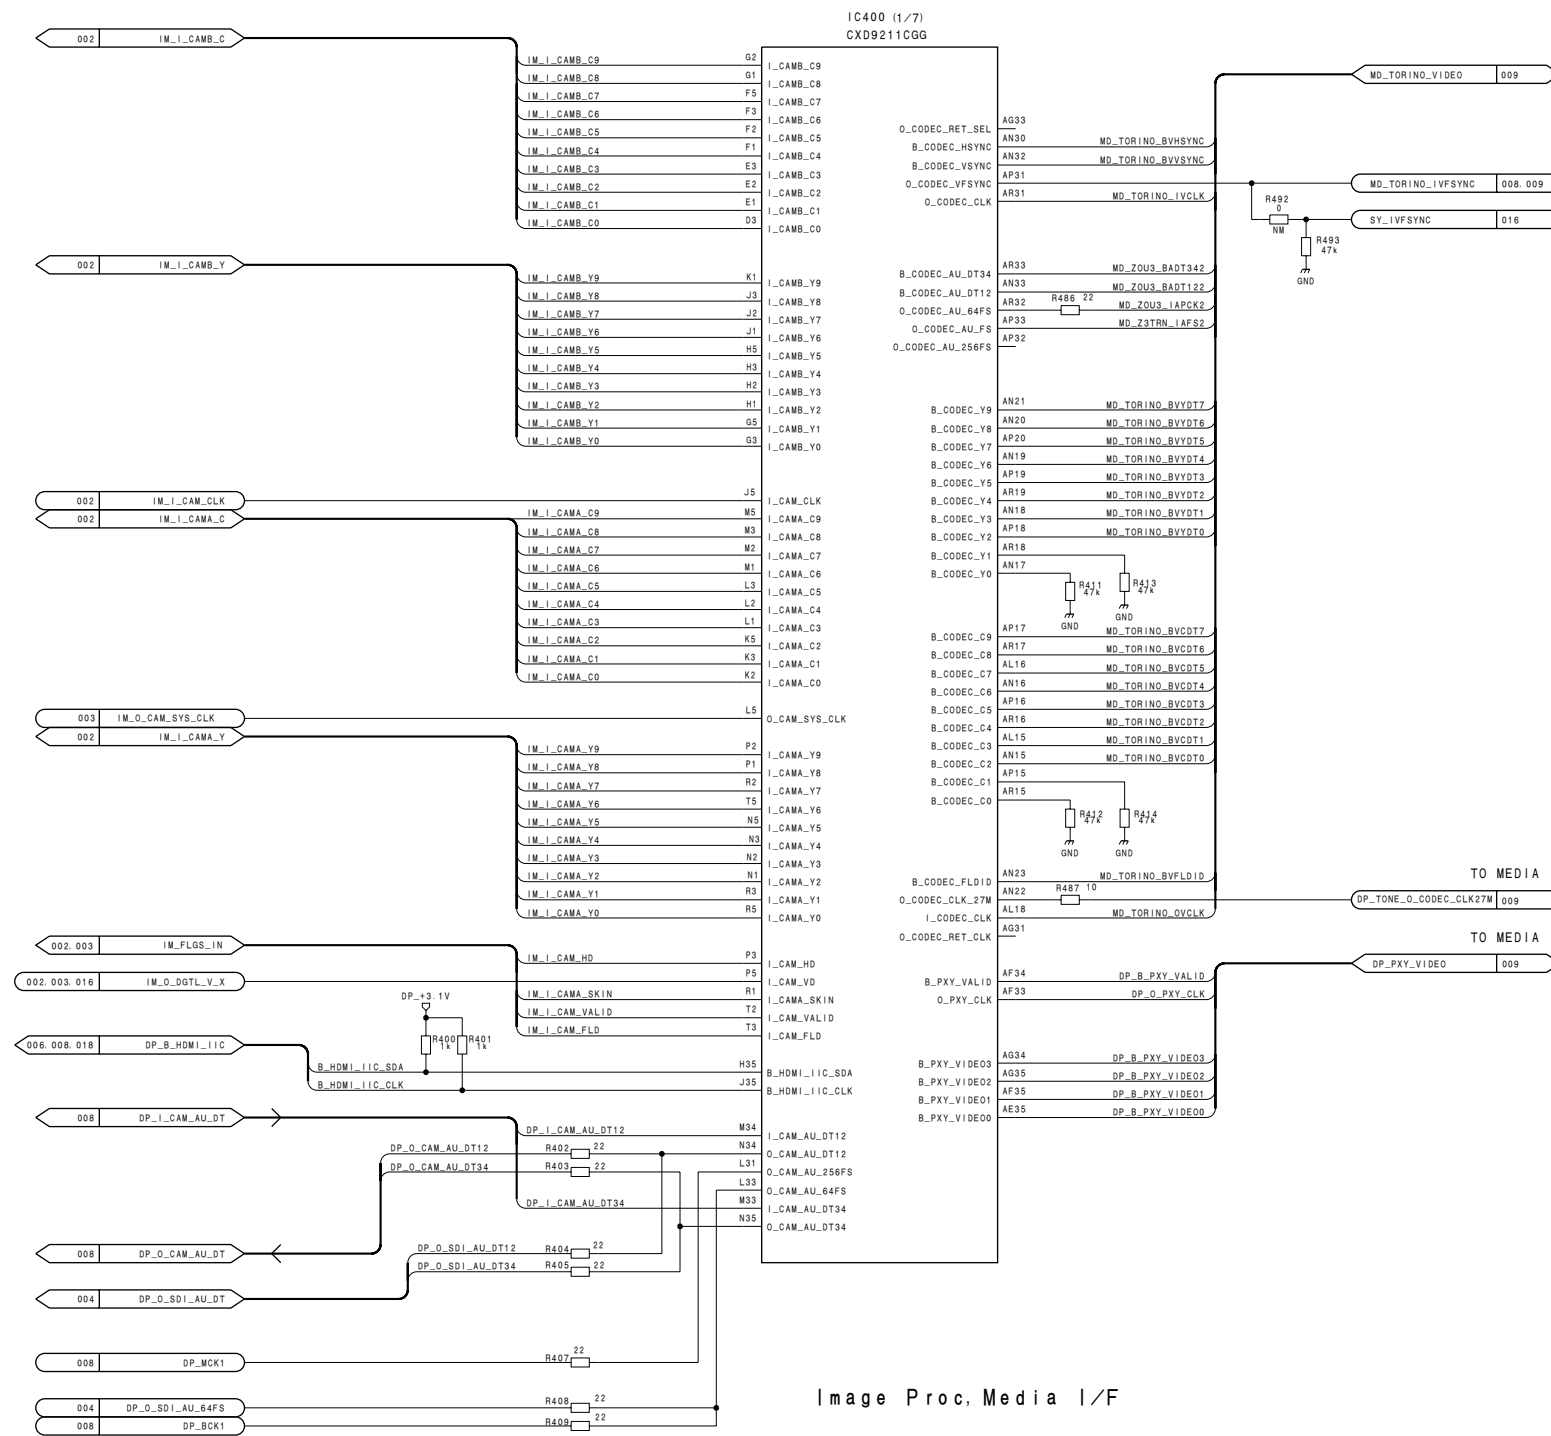 IC400 (1/7)
CXD9211CGG
002 IM_I_CAMB_C
IM_I_CAMB_C9 G2 I_CAMB_C9
IM_I_CAMB_C8 G1 I_CAMB_C8
IM_I_CAMB_C7 F5 I_CAMB_C7
IM_I_CAMB_C6 F3 I_CAMB_C6
IM_I_CAMB_C5 F2 I_CAMB_C5
IM_I_CAMB_C4 F1 I_CAMB_C4
IM_I_CAMB_C3 E3 I_CAMB_C3
IM_I_CAMB_C2 E2 I_CAMB_C2
IM_I_CAMB_C1 E1 I_CAMB_C1
IM_I_CAMB_C0 D3 I_CAMB_C0
002 IM_I_CAMB_Y
IM_I_CAMB_Y9 K1 I_CAMB_Y9
IM_I_CAMB_Y8 J3 I_CAMB_Y8
IM_I_CAMB_Y7 J2 I_CAMB_Y7
IM_I_CAMB_Y6 J1 I_CAMB_Y6
IM_I_CAMB_Y5 H5 I_CAMB_Y5
IM_I_CAMB_Y4 H3 I_CAMB_Y4
IM_I_CAMB_Y3 H2 I_CAMB_Y3
IM_I_CAMB_Y2 H1 I_CAMB_Y2
IM_I_CAMB_Y1 G5 I_CAMB_Y1
IM_I_CAMB_Y0 G3 I_CAMB_Y0
002 IM_I_CAM_CLK J5 I_CAM_CLK
002 IM_I_CAMA_C
IM_I_CAMA_C9 M5 I_CAMA_C9
IM_I_CAMA_C8 M3 I_CAMA_C8
IM_I_CAMA_C7 M2 I_CAMA_C7
IM_I_CAMA_C6 M1 I_CAMA_C6
IM_I_CAMA_C5 L3 I_CAMA_C5
IM_I_CAMA_C4 L2 I_CAMA_C4
IM_I_CAMA_C3 L1 I_CAMA_C3
IM_I_CAMA_C2 K5 I_CAMA_C2
IM_I_CAMA_C1 K3 I_CAMA_C1
IM_I_CAMA_C0 K2 I_CAMA_C0
003 IM_O_CAM_SYS_CLK L5 O_CAM_SYS_CLK
002 IM_I_CAMA_Y
IM_I_CAMA_Y9 P2 I_CAMA_Y9
IM_I_CAMA_Y8 P1 I_CAMA_Y8
IM_I_CAMA_Y7 R2 I_CAMA_Y7
IM_I_CAMA_Y6 T5 I_CAMA_Y6
IM_I_CAMA_Y5 N5 I_CAMA_Y5
IM_I_CAMA_Y4 N3 I_CAMA_Y4
IM_I_CAMA_Y3 N2 I_CAMA_Y3
IM_I_CAMA_Y2 N1 I_CAMA_Y2
IM_I_CAMA_Y1 R3 I_CAMA_Y1
IM_I_CAMA_Y0 R5 I_CAMA_Y0
002, 003 IM_FLGS_IN
IM_I_CAM_HD P3 I_CAM_HD
002, 003, 016 IM_O_DGTL_V_X P5 I_CAM_VD
IM_I_CAMA_SKIN R1 I_CAMA_SKIN
IM_I_CAM_VALID T2 I_CAM_VALID
IM_I_CAM_FLD T3 I_CAM_FLD
DP_+3.1V
R400 1k R401 1k
006, 008, 018 DP_B_HDMI_IIC
B_HDMI_IIC_SDA H35 B_HDMI_IIC_SDA
B_HDMI_IIC_CLK J35 B_HDMI_IIC_CLK
008 DP_I_CAM_AU_DT
DP_I_CAM_AU_DT12 M34 I_CAM_AU_DT12
DP_O_CAM_AU_DT12 R402 22 N34 O_CAM_AU_DT12
DP_O_CAM_AU_DT34 R403 22 L31 O_CAM_AU_256FS
L33 O_CAM_AU_64FS
DP_I_CAM_AU_DT34 M33 I_CAM_AU_DT34
N35 O_CAM_AU_DT34
008 DP_O_CAM_AU_DT
DP_O_SDI_AU_DT12 R404 22
DP_O_SDI_AU_DT34 R405 22
004 DP_O_SDI_AU_DT
008 DP_MCK1 R407 22
004 DP_O_SDI_AU_64FS R408 22
008 DP_BCK1 R409 22
MD_TORINO_VIDEO 009
O_CODEC_RET_SEL AG33
B_CODEC_HSYNC AN30 MD_TORINO_BVHSYNC
B_CODEC_VSYNC AN32 MD_TORINO_BVVSYNC
O_CODEC_VFSYNC AP31 MD_TORINO_IVFSYNC 008, 009
O_CODEC_CLK AR31 MD_TORINO_IVCLK
R492 0 NM
SY_IVFSYNC 016
R493 47k
GND
B_CODEC_AU_DT34 AR33 MD_ZOU3_BADT342
B_CODEC_AU_DT12 AN33 MD_ZOU3_BADT122
O_CODEC_AU_64FS AR32 R486 22 MD_ZOU3_IAPCK2
O_CODEC_AU_FS AP33 MD_Z3TRN_IAFS2
O_CODEC_AU_256FS AP32
B_CODEC_Y9 AN21 MD_TORINO_BVYDT7
B_CODEC_Y8 AN20 MD_TORINO_BVYDT6
B_CODEC_Y7 AP20 MD_TORINO_BVYDT5
B_CODEC_Y6 AN19 MD_TORINO_BVYDT4
B_CODEC_Y5 AP19 MD_TORINO_BVYDT3
B_CODEC_Y4 AR19 MD_TORINO_BVYDT2
B_CODEC_Y3 AN18 MD_TORINO_BVYDT1
B_CODEC_Y2 AP18 MD_TORINO_BVYDT0
B_CODEC_Y1 AR18
B_CODEC_Y0 AN17
R411 47k R413 47k
GND GND
B_CODEC_C9 AP17 MD_TORINO_BVCDT7
B_CODEC_C8 AR17 MD_TORINO_BVCDT6
B_CODEC_C7 AL16 MD_TORINO_BVCDT5
B_CODEC_C6 AN16 MD_TORINO_BVCDT4
B_CODEC_C5 AP16 MD_TORINO_BVCDT3
B_CODEC_C4 AR16 MD_TORINO_BVCDT2
B_CODEC_C3 AL15 MD_TORINO_BVCDT1
B_CODEC_C2 AN15 MD_TORINO_BVCDT0
B_CODEC_C1 AP15
B_CODEC_C0 AR15
R412 47k R414 47k
GND GND
TO MEDIA
B_CODEC_FLDID AN23 MD_TORINO_BVFLDID
O_CODEC_CLK_27M AN22 R487 10 DP_TONE_O_CODEC_CLK27M 009
I_CODEC_CLK AL18 MD_TORINO_OVCLK
O_CODEC_RET_CLK AG31
TO MEDIA
DP_PXY_VIDEO 009
B_PXY_VALID AF34 DP_B_PXY_VALID
O_PXY_CLK AF33 DP_O_PXY_CLK
B_PXY_VIDEO3 AG34 DP_B_PXY_VIDEO3
B_PXY_VIDEO2 AG35 DP_B_PXY_VIDEO2
B_PXY_VIDEO1 AF35 DP_B_PXY_VIDEO1
B_PXY_VIDEO0 AE35 DP_B_PXY_VIDEO0
Image Proc, Media I/F